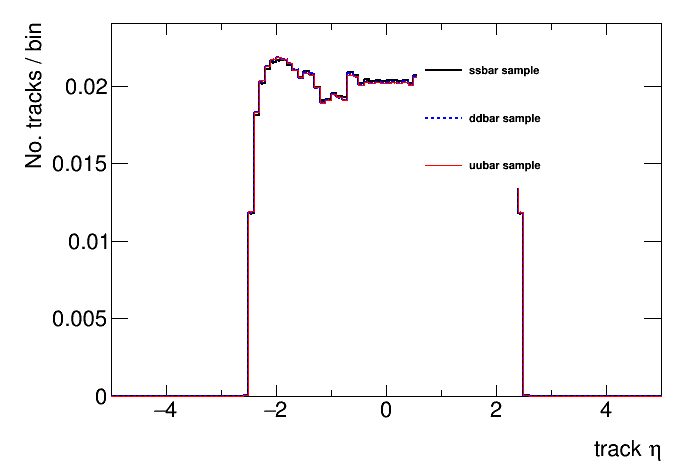 No. tracks / bin
0.02
0.015
0.01
0.005
0
ssbar sample
ddbar sample
uubar sample
−4
−2
0
2
4
track η